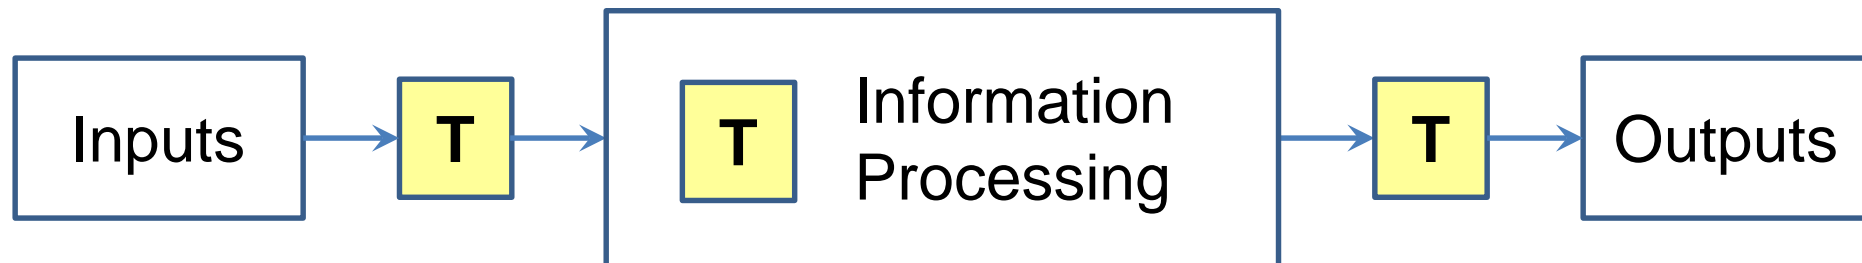 Inputs
T
T
Information
Processing
T
Outputs